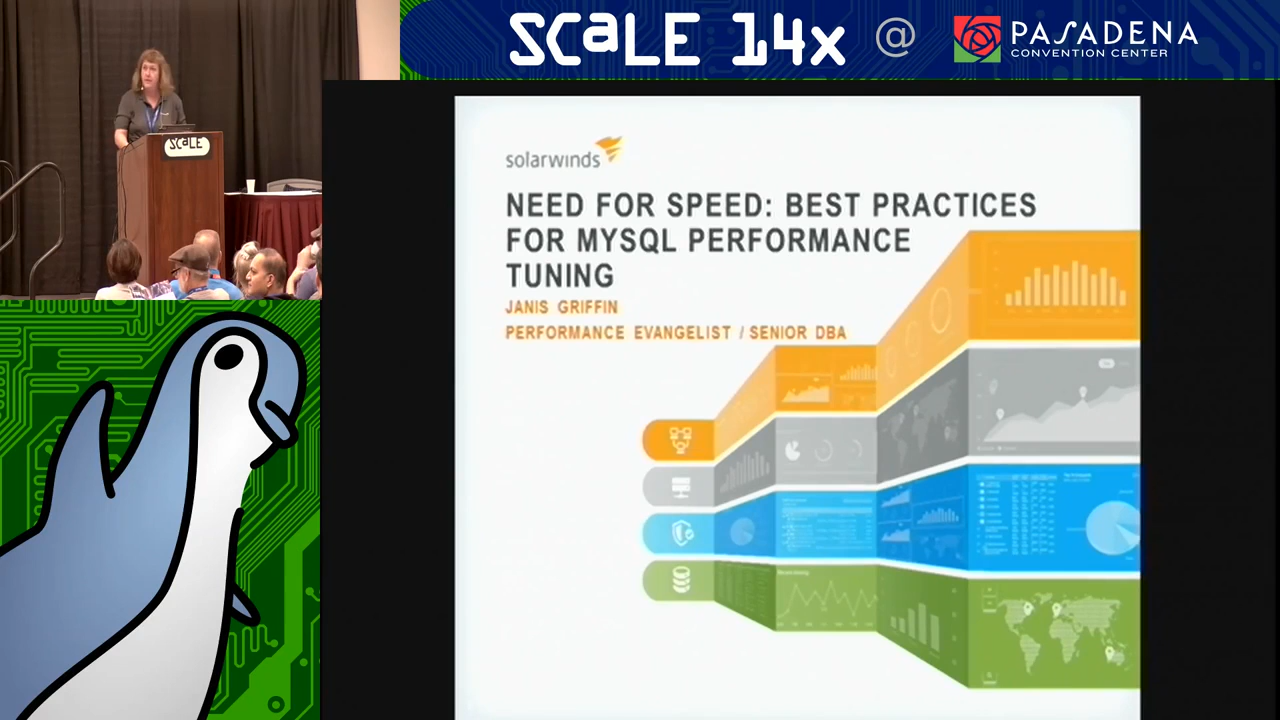 SCALE 14x @ PASADENA
CONVENTION CENTER
SCALE
solarwinds
NEED FOR SPEED: BEST PRACTICES
FOR MYSQL PERFORMANCE
TUNING
JANIS GRIFFIN
PERFORMANCE EVANGELIST / SENIOR DBA